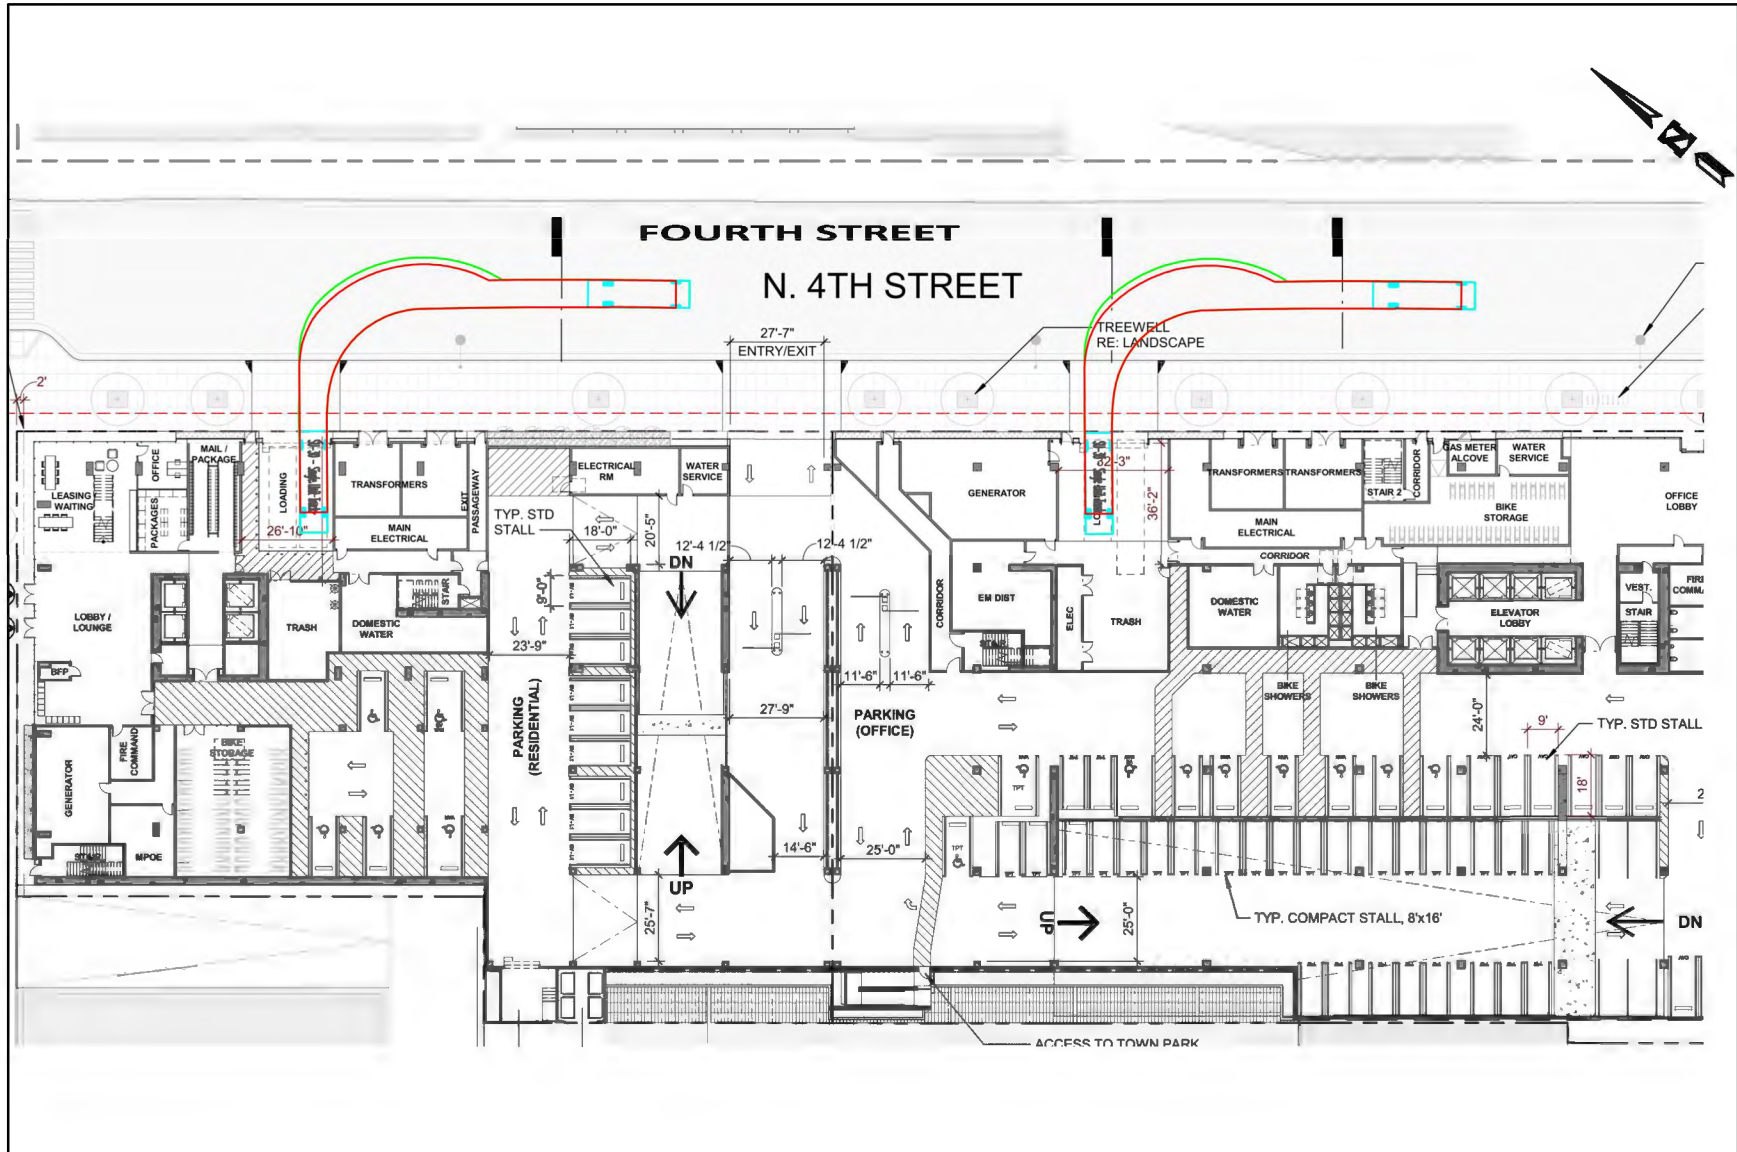 FOURTH STREET
N. 4TH STREET
27'-7"
ENTRY/EXIT
TREEWELL
RE: LANDSCAPE
2'
LEASING
WAITING
OFFICE
MAIL /
PACKAGE
PACKAGES
LOADING
26'-10"
TRANSFORMERS
EXIT
PASSAGEWAY
MAIN
ELECTRICAL
ELECTRICAL
RM
WATER
SERVICE
TYP. STD
STALL
18'-0"
20'-5"
9'-0"
12'-4 1/2"
12'-4 1/2"
DN
GENERATOR
32'-3"
36'-2"
TRANSFORMERS
TRANSFORMERS
STAIR 2
CORRIDOR
GAS METER
ALCOVE
WATER
SERVICE
MAIN
ELECTRICAL
BIKE
STORAGE
OFFICE
LOBBY
CORRIDOR
LOBBY /
LOUNGE
TRASH
DOMESTIC
WATER
STAIR
23'-9"
CORRIDOR
EM DIST
STAIR
ELEC
TRASH
DOMESTIC
WATER
ELEVATOR
LOBBY
VEST.
STAIR
BFP
BIKE
SHOWERS
BIKE
SHOWERS
11'-6"
11'-6"
27'-9"
PARKING
(RESIDENTIAL)
PARKING
(OFFICE)
24'-0"
9'
TYP. STD STALL
18'
GENERATOR
FIRE
COMMAND
BIKE
STORAGE
STAIR
MPOE
TPT
TPT
14'-6"
25'-0"
UP
25'-7"
UP
25'-0"
TYP. COMPACT STALL, 8'x16'
DN
ACCESS TO TOWN PARK